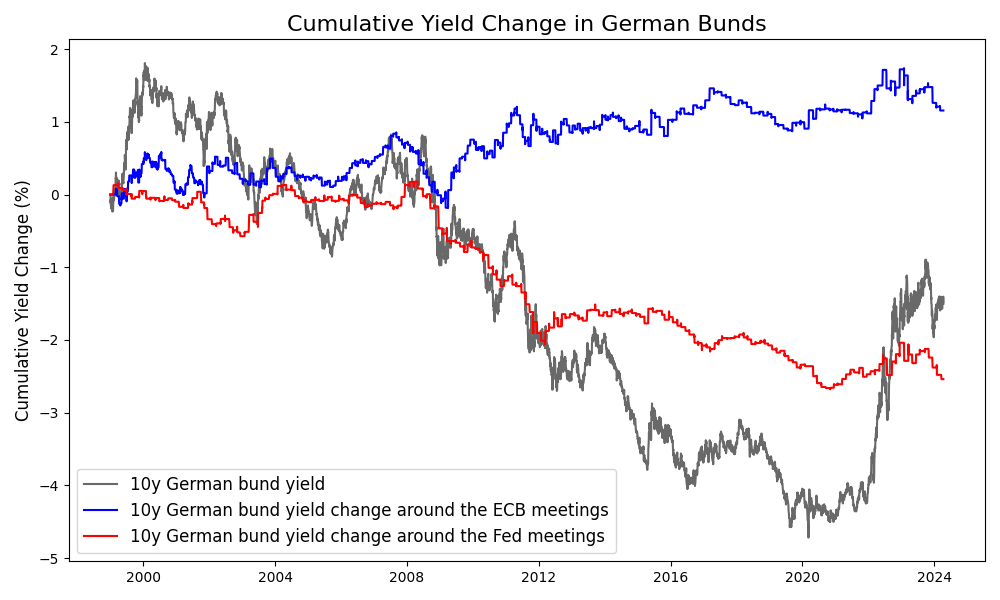 Cumulative Yield Change in German Bunds
Cumulative Yield Change (%)
2
1
0
−1
−2
−3
−4
−5
10y German bund yield
10y German bund yield change around the ECB meetings
10y German bund yield change around the Fed meetings
2000 2004 2008 2012 2016 2020 2024